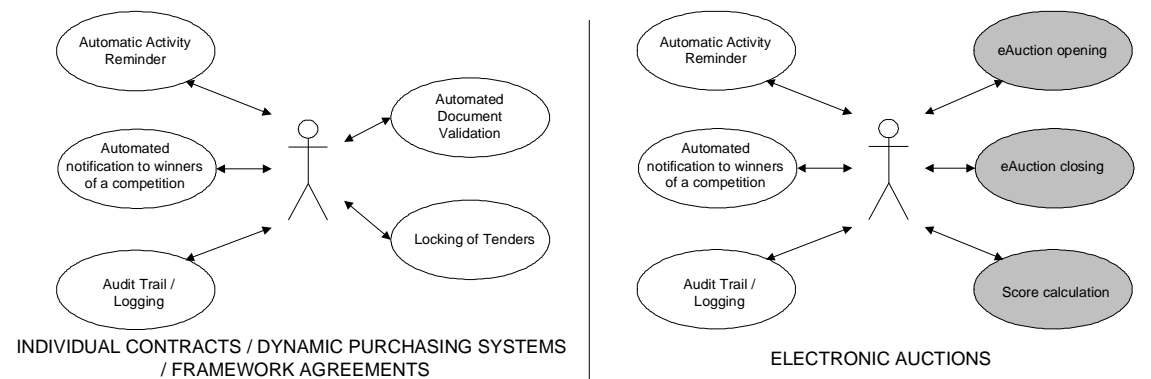 Automatic Activity
Reminder
Automated
Document
Validation
Automated
notification to winners
of a competition
Locking of Tenders
Audit Trail /
Logging
INDIVIDUAL CONTRACTS / DYNAMIC PURCHASING SYSTEMS
/ FRAMEWORK AGREEMENTS
Automatic Activity
Reminder
eAuction opening
Automated
notification to winners
of a competition
eAuction closing
Audit Trail /
Logging
Score calculation
ELECTRONIC AUCTIONS